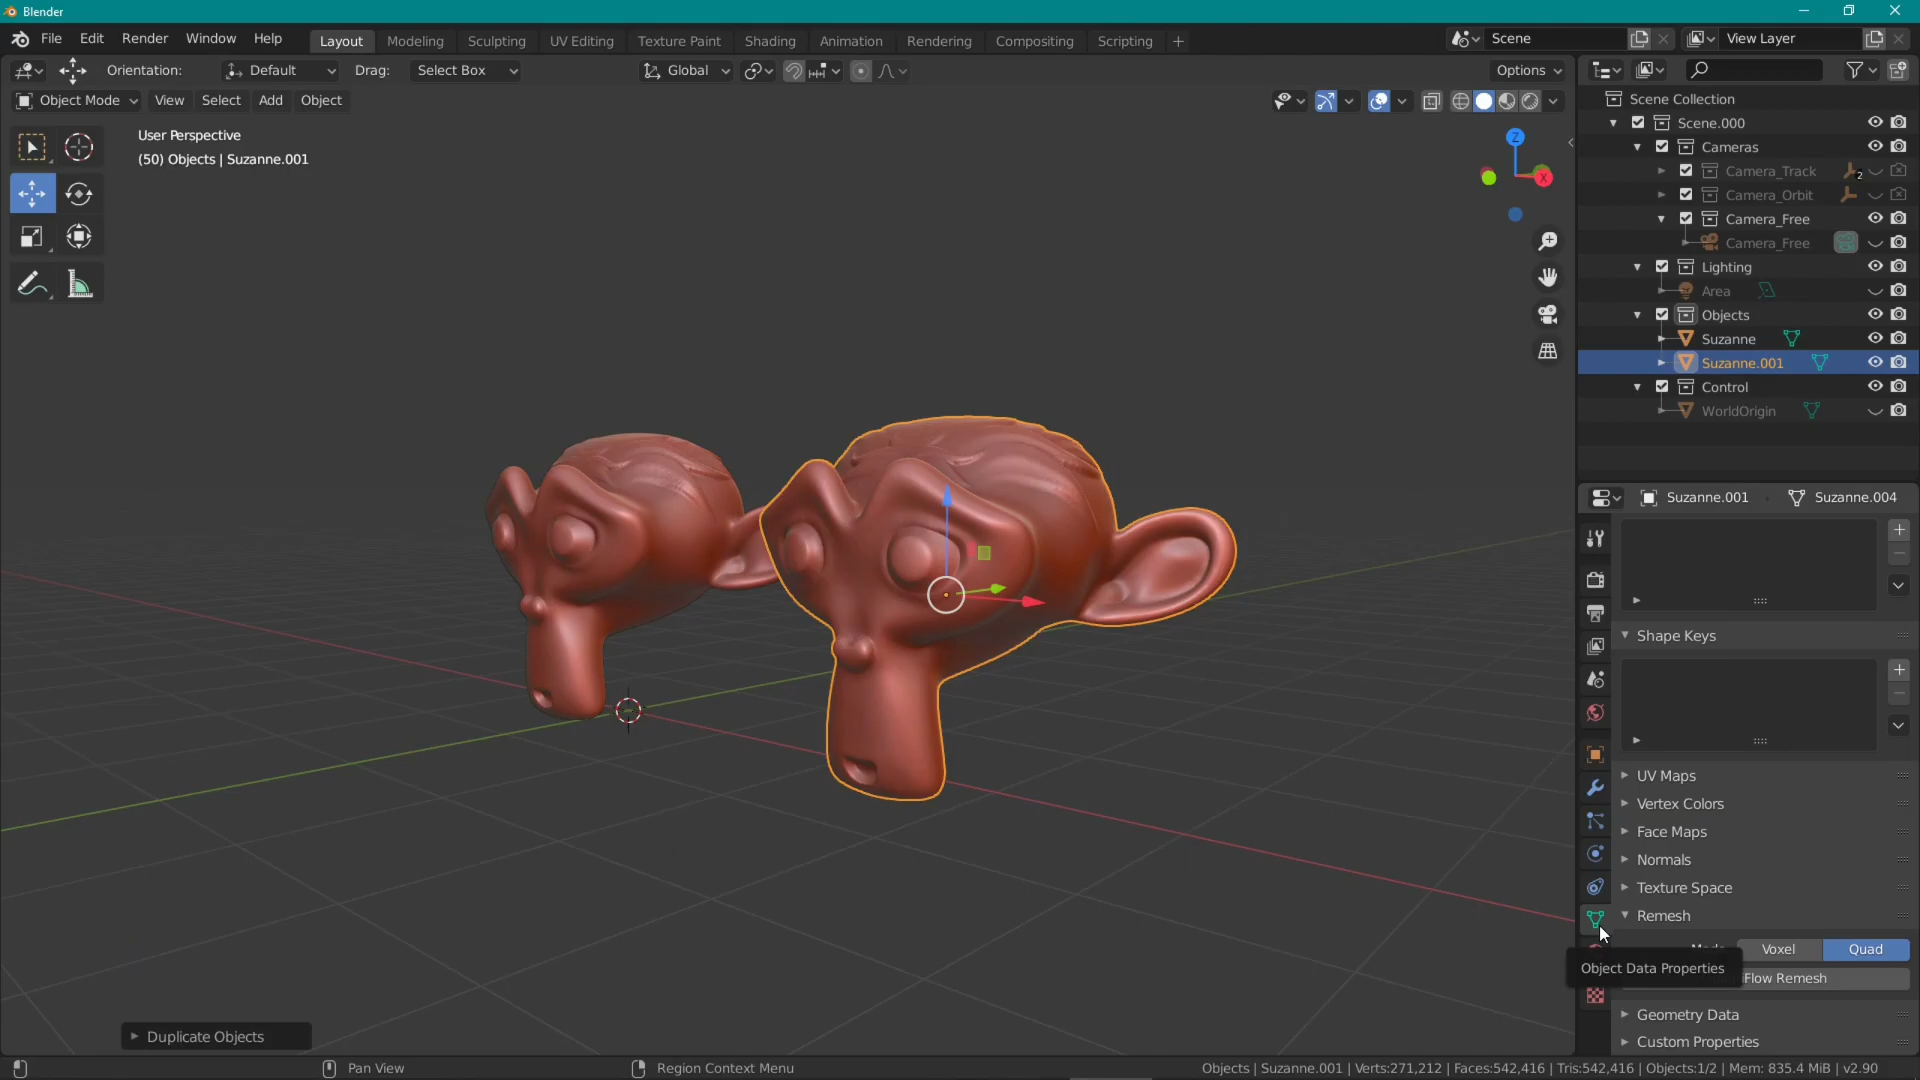 Blender
File Edit Render Window Help Layout Modeling Sculpting UV Editing Texture Paint Shading Animation Rendering Compositing Scripting + Scene View Layer
Orientation: Default Drag: Select Box Global Options
Object Mode View Select Add Object
User Perspective
(50) Objects | Suzanne.001
Z
X
Scene Collection
Scene.000
Cameras
Camera_Track 2
Camera_Orbit
Camera_Free
Camera_Free
Lighting
Area
Objects
Suzanne
Suzanne.001
Control
WorldOrigin
Suzanne.001 Suzanne.004
Shape Keys
UV Maps
Vertex Colors
Face Maps
Normals
Texture Space
Remesh
Mode Voxel Quad
Object Data Properties
Flow Remesh
Geometry Data
Custom Properties
Duplicate Objects
Pan View Region Context Menu Objects | Suzanne.001 | Verts:271,212 | Faces:542,416 | Tris:542,416 | Objects:1/2 | Mem: 835.4 MiB | v2.90